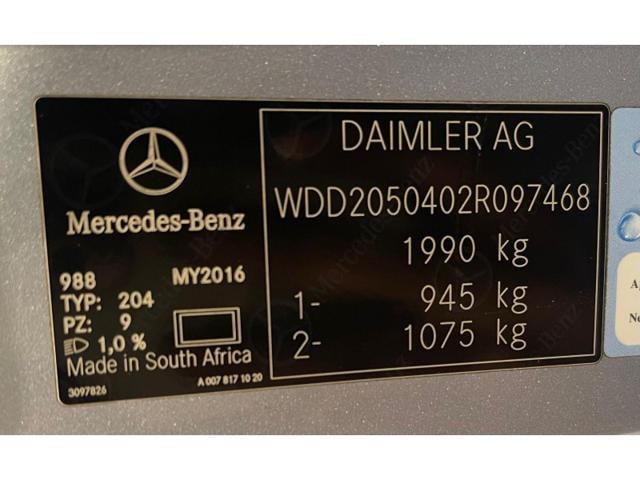 Mercedes-Benz
988 MY2016
TYP: 204
PZ: 9
1,0 %
Made in South Africa
3097826 A 007 817 10 20
DAIMLER AG
WDD2050402R097468
1990 kg
1- 945 kg
2- 1075 kg